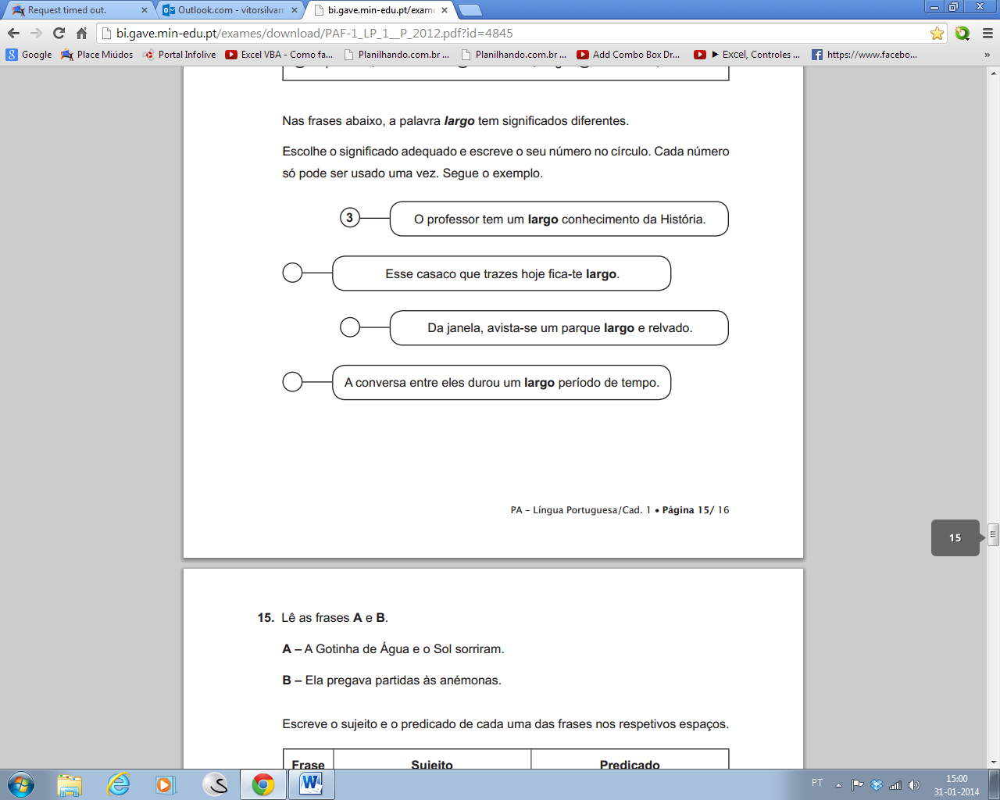 Request timed out.
Outlook.com - vitorsilvam
bi.gave.min-edu.pt/exame
bi.gave.min-edu.pt/exames/download/PAF-1_LP_1__P_2012.pdf?id=4845
Google
Place Miúdos
Portal Infolive
Excel VBA - Como fa...
Planilhando.com.br ...
Planilhando.com.br ...
Add Combo Box Dr...
► Excel, Controles ...
https://www.facebo...
»
Nas frases abaixo, a palavra largo tem significados diferentes.
Escolhe o significado adequado e escreve o seu número no círculo. Cada número
só pode ser usado uma vez. Segue o exemplo.
3 O professor tem um largo conhecimento da História.
Esse casaco que trazes hoje fica-te largo.
Da janela, avista-se um parque largo e relvado.
A conversa entre eles durou um largo período de tempo.
PA – Língua Portuguesa/Cad. 1 • Página 15/ 16
15
15. Lê as frases A e B.
A – A Gotinha de Água e o Sol sorriram.
B – Ela pregava partidas às anémonas.
Escreve o sujeito e o predicado de cada uma das frases nos respetivos espaços.
Frase Sujeito Predicado
PT
15:00
31-01-2014